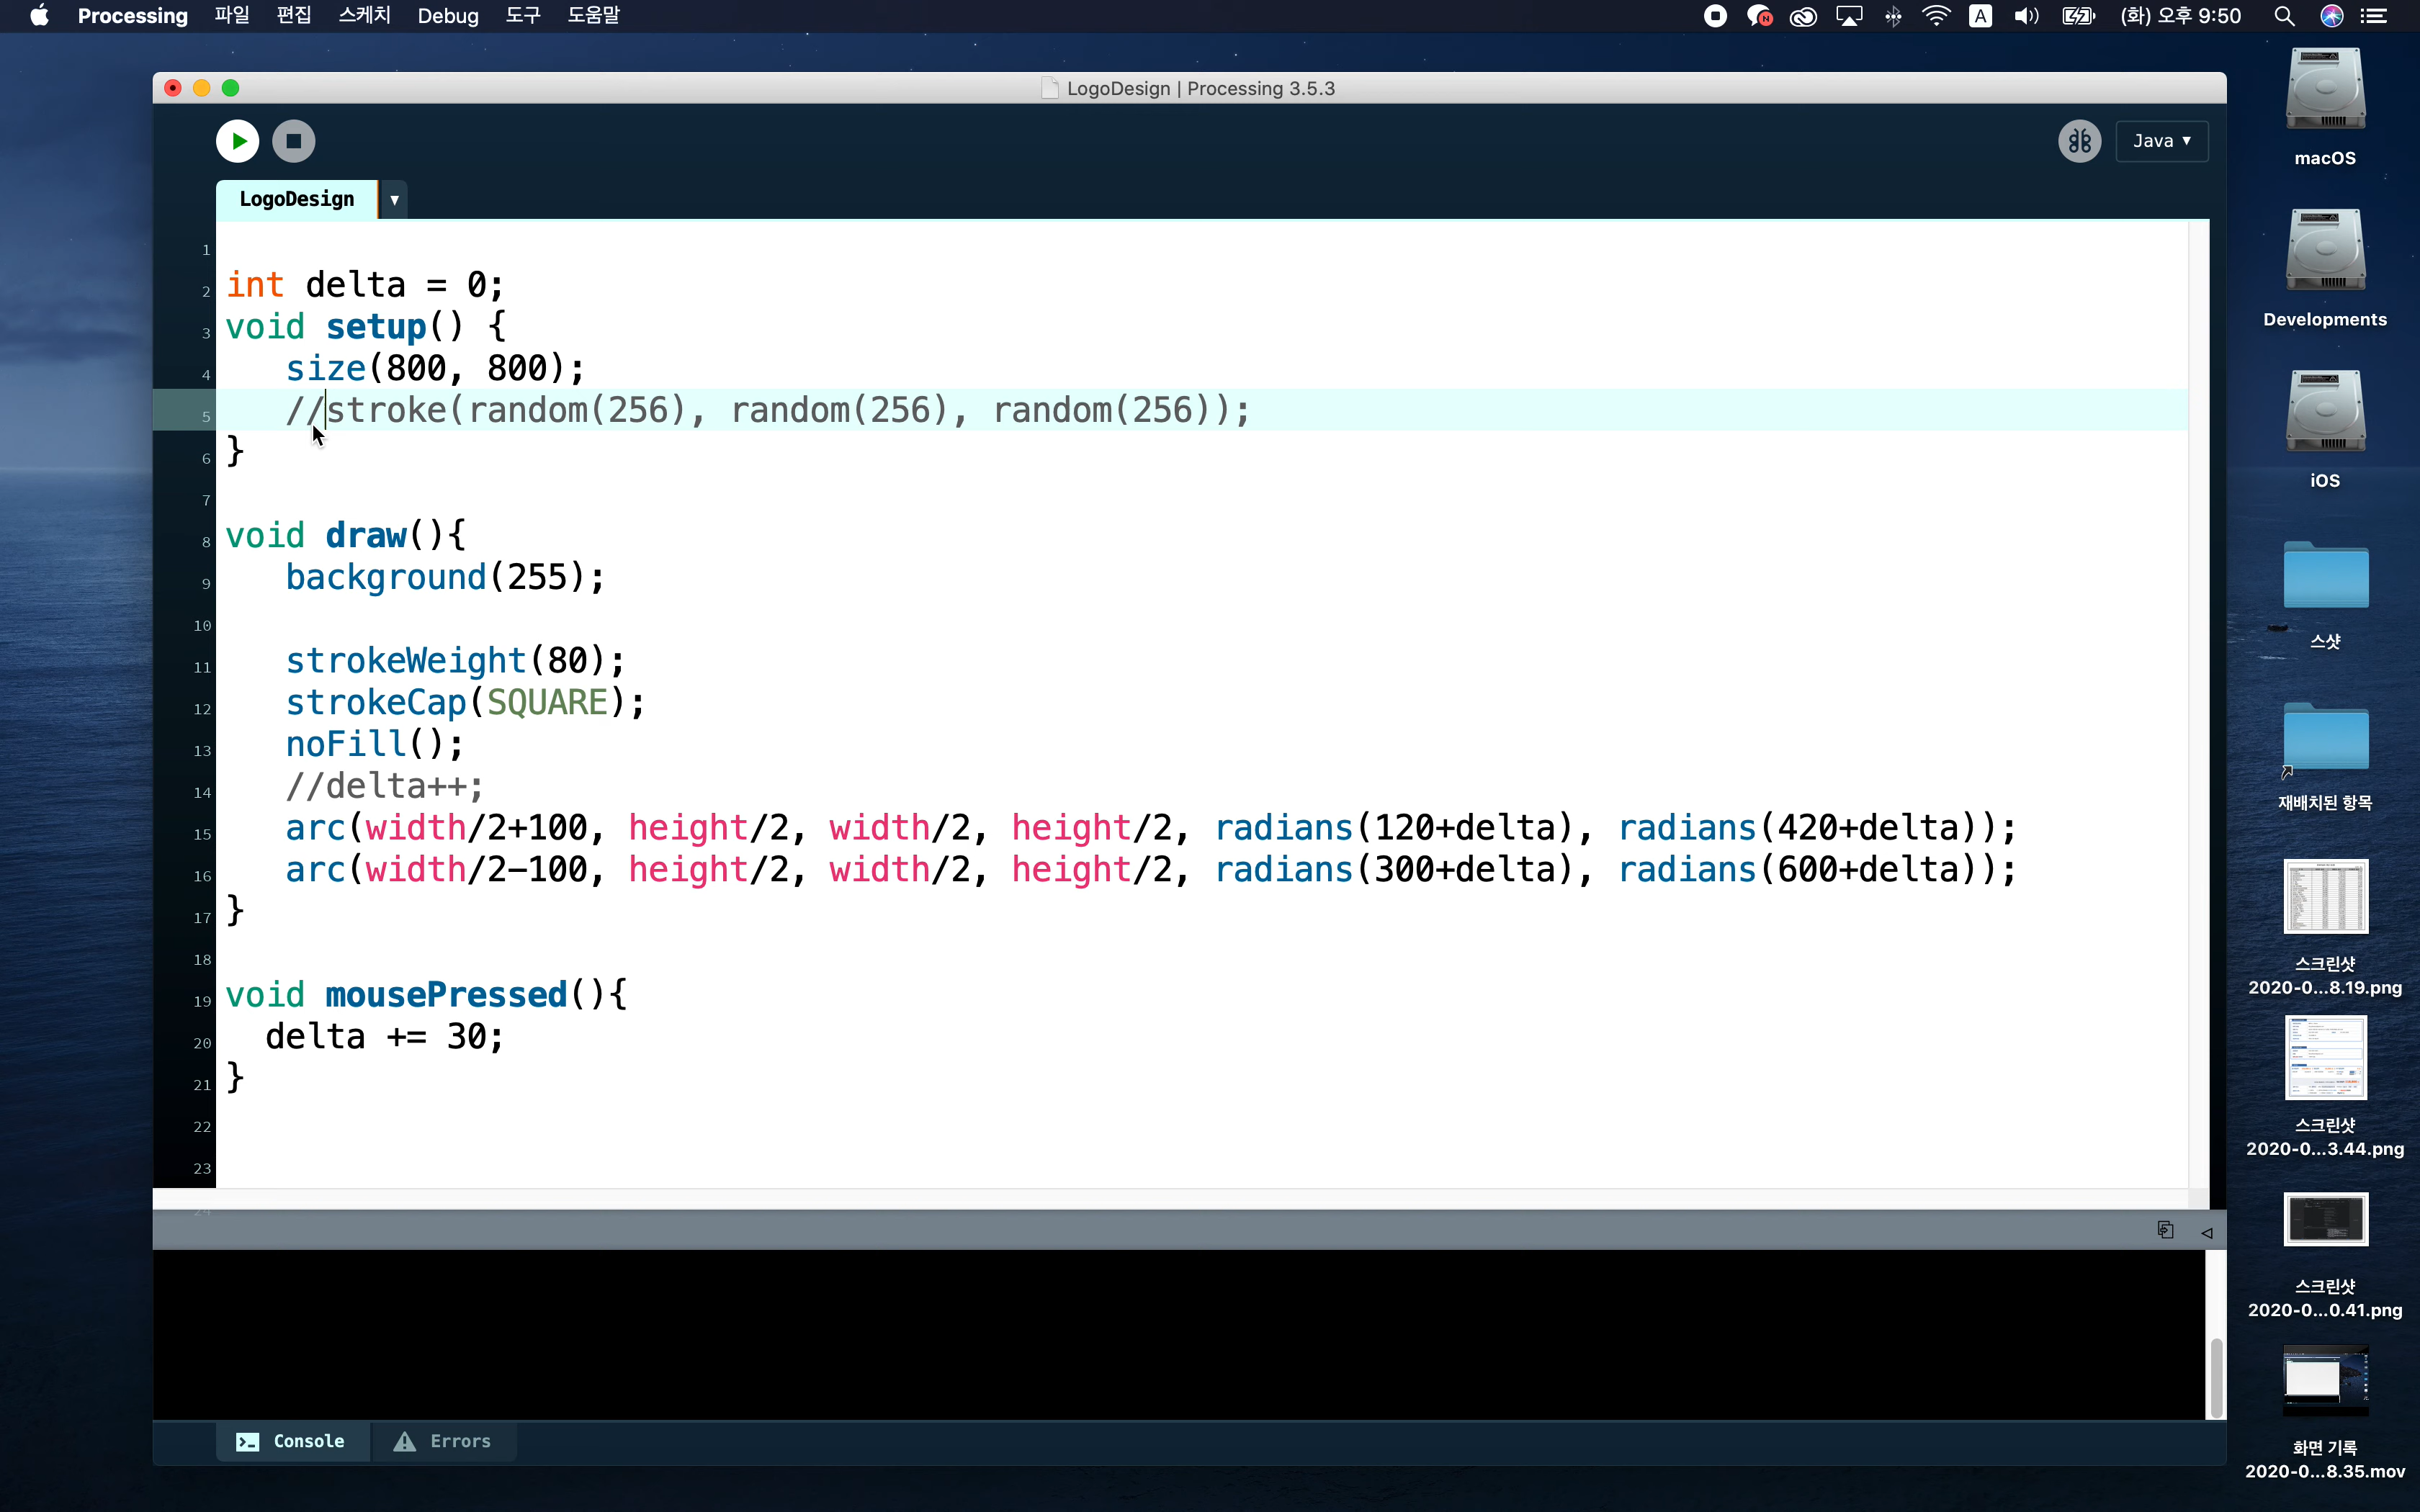 Processing 파일 편집 스케치 Debug 도구 도움말 A (화) 오후 9:50
LogoDesign | Processing 3.5.3
Java ▼
LogoDesign ▼
1
2 int delta = 0;
3 void setup() {
4 size(800, 800);
5 //stroke(random(256), random(256), random(256));
6 }
7
8 void draw(){
9 background(255);
10
11 strokeWeight(80);
12 strokeCap(SQUARE);
13 noFill();
14 //delta++;
15 arc(width/2+100, height/2, width/2, height/2, radians(120+delta), radians(420+delta));
16 arc(width/2-100, height/2, width/2, height/2, radians(300+delta), radians(600+delta));
17 }
18
19 void mousePressed(){
20 delta += 30;
21 }
22
23
24
Console Errors
macOS
Developments
iOS
스샷
재배치된 항목
스크린샷
2020-0...8.19.png
스크린샷
2020-0...3.44.png
스크린샷
2020-0...0.41.png
화면 기록
2020-0...8.35.mov